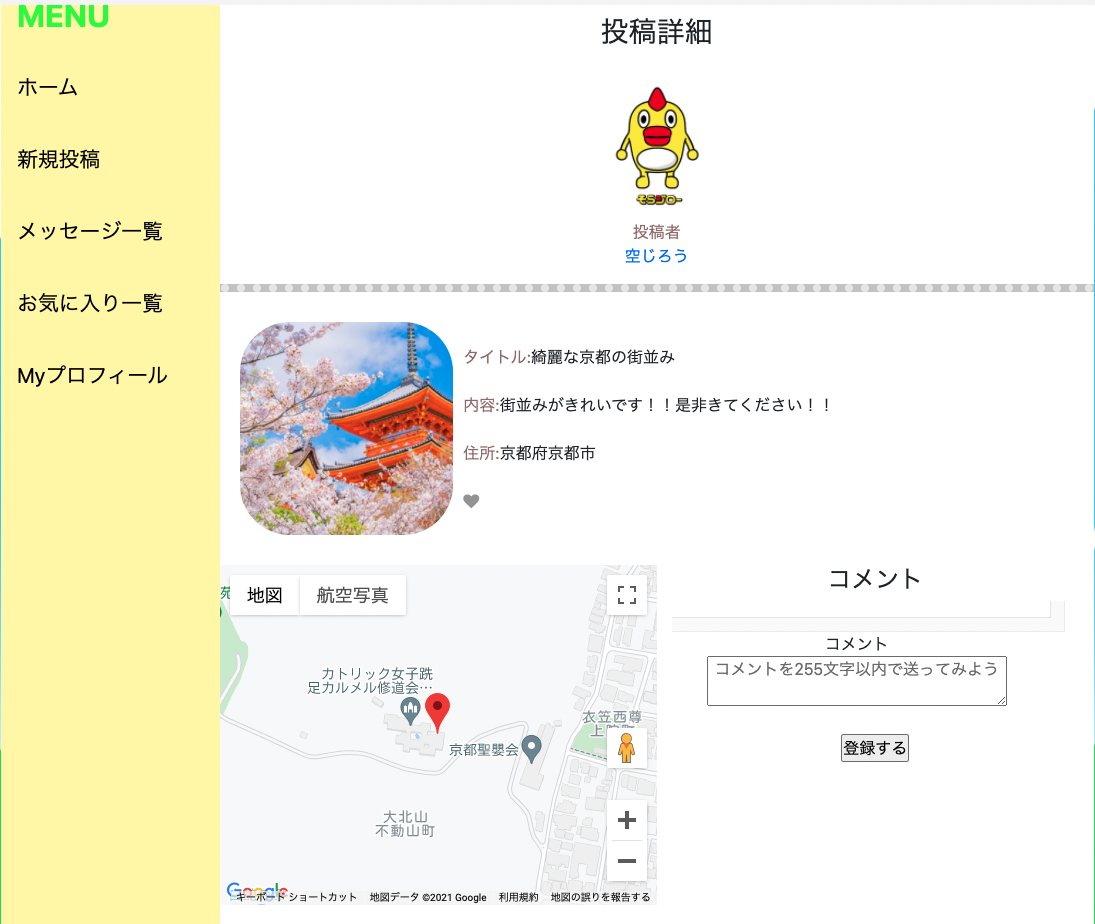 MENU
ホーム
新規投稿
メッセージ一覧
お気に入り一覧
Myプロフィール
投稿詳細
そらジロー
投稿者
空じろう
タイトル:綺麗な京都の街並み
内容:街並みがきれいです！！是非きてください！！
住所:京都府京都市
苑
地図
航空写真
カトリック女子跣
足カルメル修道会…
京都聖嬰会
衣笠西尊
上院町
大北山
不動山町
Google
キーボード ショートカット
地図データ ©2021 Google
利用規約
地図の誤りを報告する
コメント
コメント
コメントを255文字以内で送ってみよう
登録する